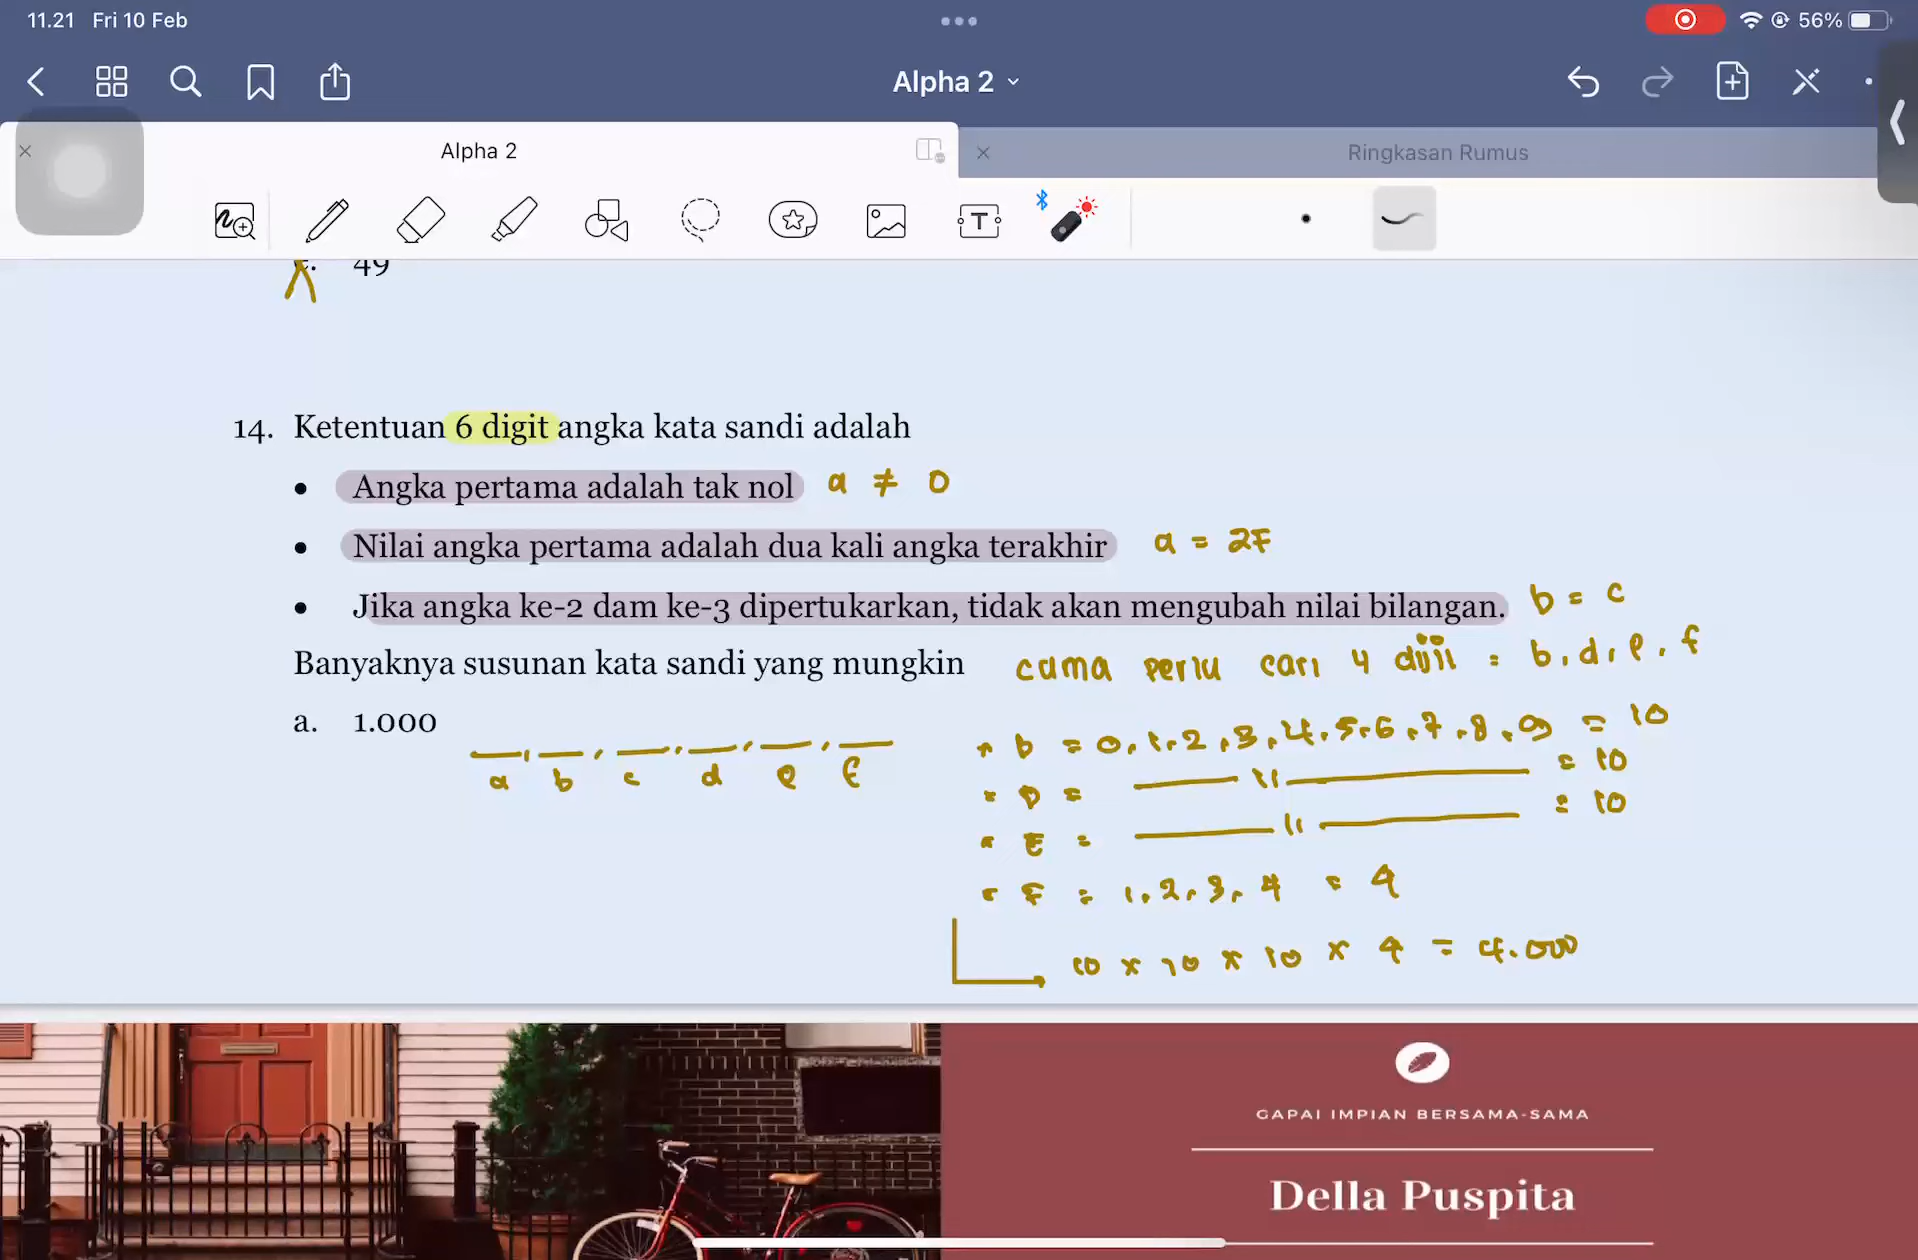 11.21 Fri 10 Feb
56%
Alpha 2
Alpha 2
Ringkasan Rumus
T
49
14. Ketentuan 6 digit angka kata sandi adalah
• Angka pertama adalah tak nol a ≠ 0
• Nilai angka pertama adalah dua kali angka terakhir a = 2F
• Jika angka ke-2 dam ke-3 dipertukarkan, tidak akan mengubah nilai bilangan. b = c
Banyaknya susunan kata sandi yang mungkin cuma perlu cari 4 digit = b, d, e, f
a. 1.000
a b c d e f
b = 0, 1, 2, 3, 4, 5, 6, 7, 8, 9 = 10
D = —— 11 —— = 10
E = —— 11 —— = 10
F = 1, 2, 3, 4 = 4
10 x 10 x 10 x 4 = 4.000
GAPAI IMPIAN BERSAMA-SAMA
Della Puspita